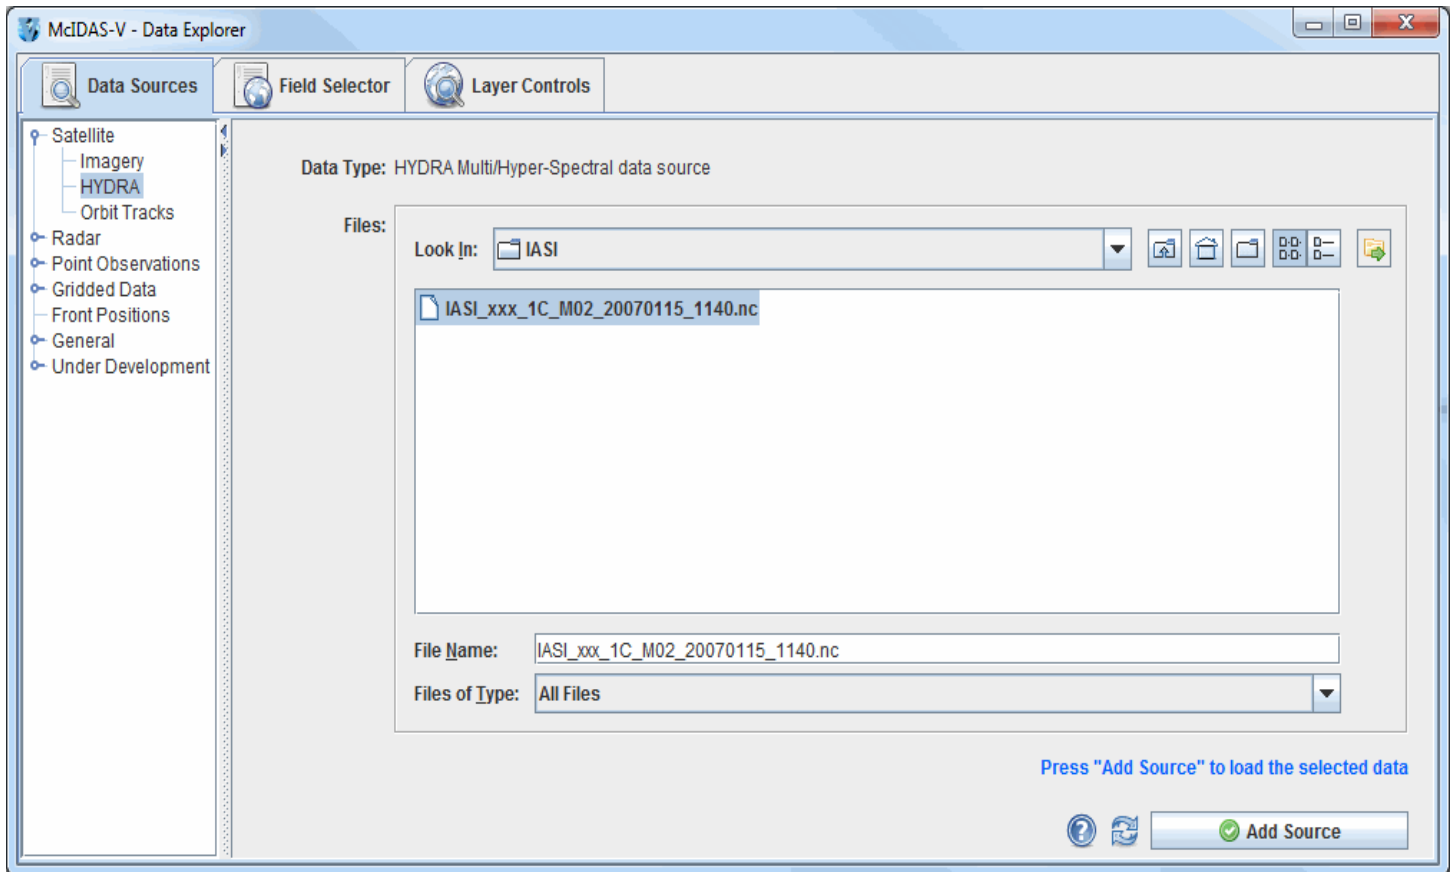 McIDAS-V - Data Explorer
Data Sources
Field Selector
Layer Controls
Satellite
Imagery
HYDRA
Orbit Tracks
Radar
Point Observations
Gridded Data
Front Positions
General
Under Development
Data Type: HYDRA Multi/Hyper-Spectral data source
Files:
Look In: IASI
IASI_xxx_1C_M02_20070115_1140.nc
File Name: IASI_xxx_1C_M02_20070115_1140.nc
Files of Type: All Files
Press "Add Source" to load the selected data
Add Source